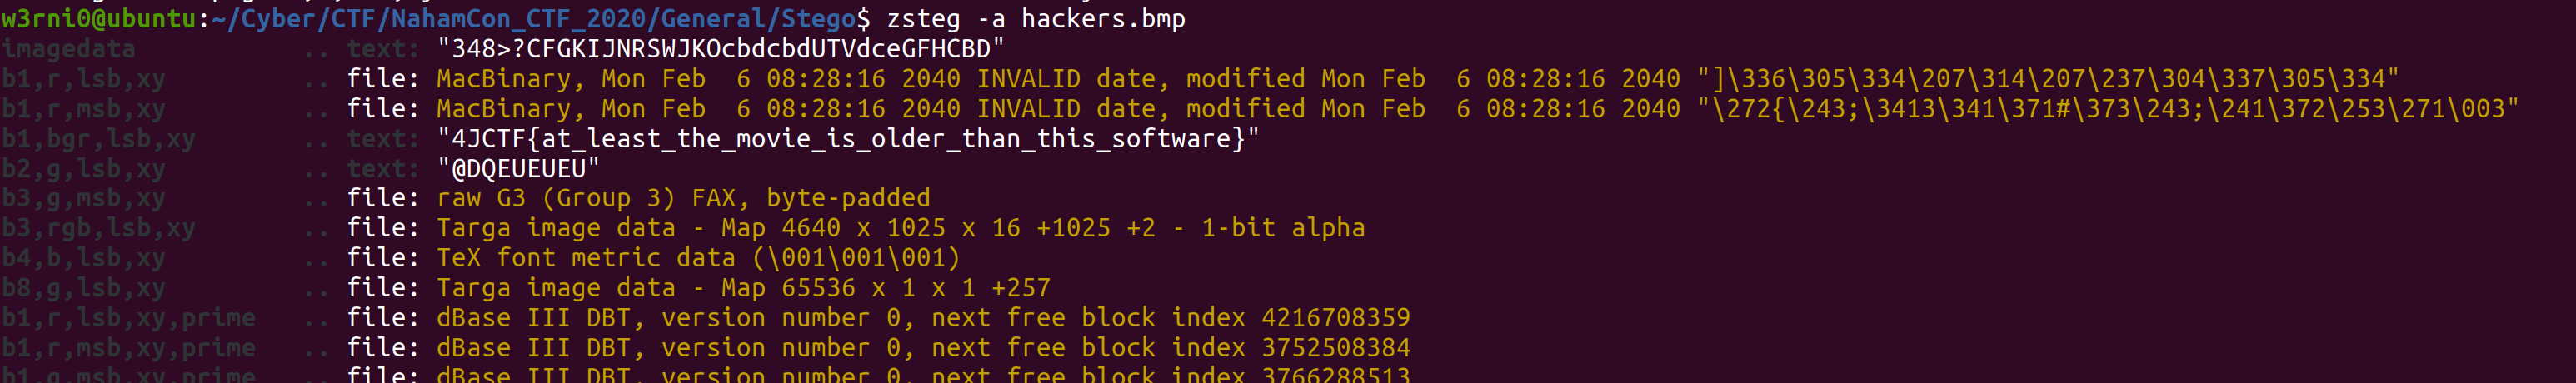 w3rni0@ubuntu:~/Cyber/CTF/NahamCon_CTF_2020/General/Stego$ zsteg -a hackers.bmp
imagedata .. text: "348>?CFGKIJNRSWJKOcbdcbdUTVdceGFHCBD"
b1,r,lsb,xy .. file: MacBinary, Mon Feb  6 08:28:16 2040 INVALID date, modified Mon Feb  6 08:28:16 2040 "]\336\305\334\207\314\207\237\304\337\305\334"
b1,r,msb,xy .. file: MacBinary, Mon Feb  6 08:28:16 2040 INVALID date, modified Mon Feb  6 08:28:16 2040 "\272{\243;\3413\341\371#\373\243;\241\372\253\271\003"
b1,bgr,lsb,xy .. text: "4JCTF{at_least_the_movie_is_older_than_this_software}"
b2,g,lsb,xy .. text: "@DQEUEUEU"
b3,g,msb,xy .. file: raw G3 (Group 3) FAX, byte-padded
b3,rgb,lsb,xy .. file: Targa image data - Map 4640 x 1025 x 16 +1025 +2 - 1-bit alpha
b4,b,lsb,xy .. file: TeX font metric data (\001\001\001)
b8,g,lsb,xy .. file: Targa image data - Map 65536 x 1 x 1 +257
b1,r,lsb,xy,prime .. file: dBase III DBT, version number 0, next free block index 4216708359
b1,r,msb,xy,prime .. file: dBase III DBT, version number 0, next free block index 3752508384
b1,g,msb,xy,prime .. file: dBase III DBT, version number 0, next free block index 3766288513